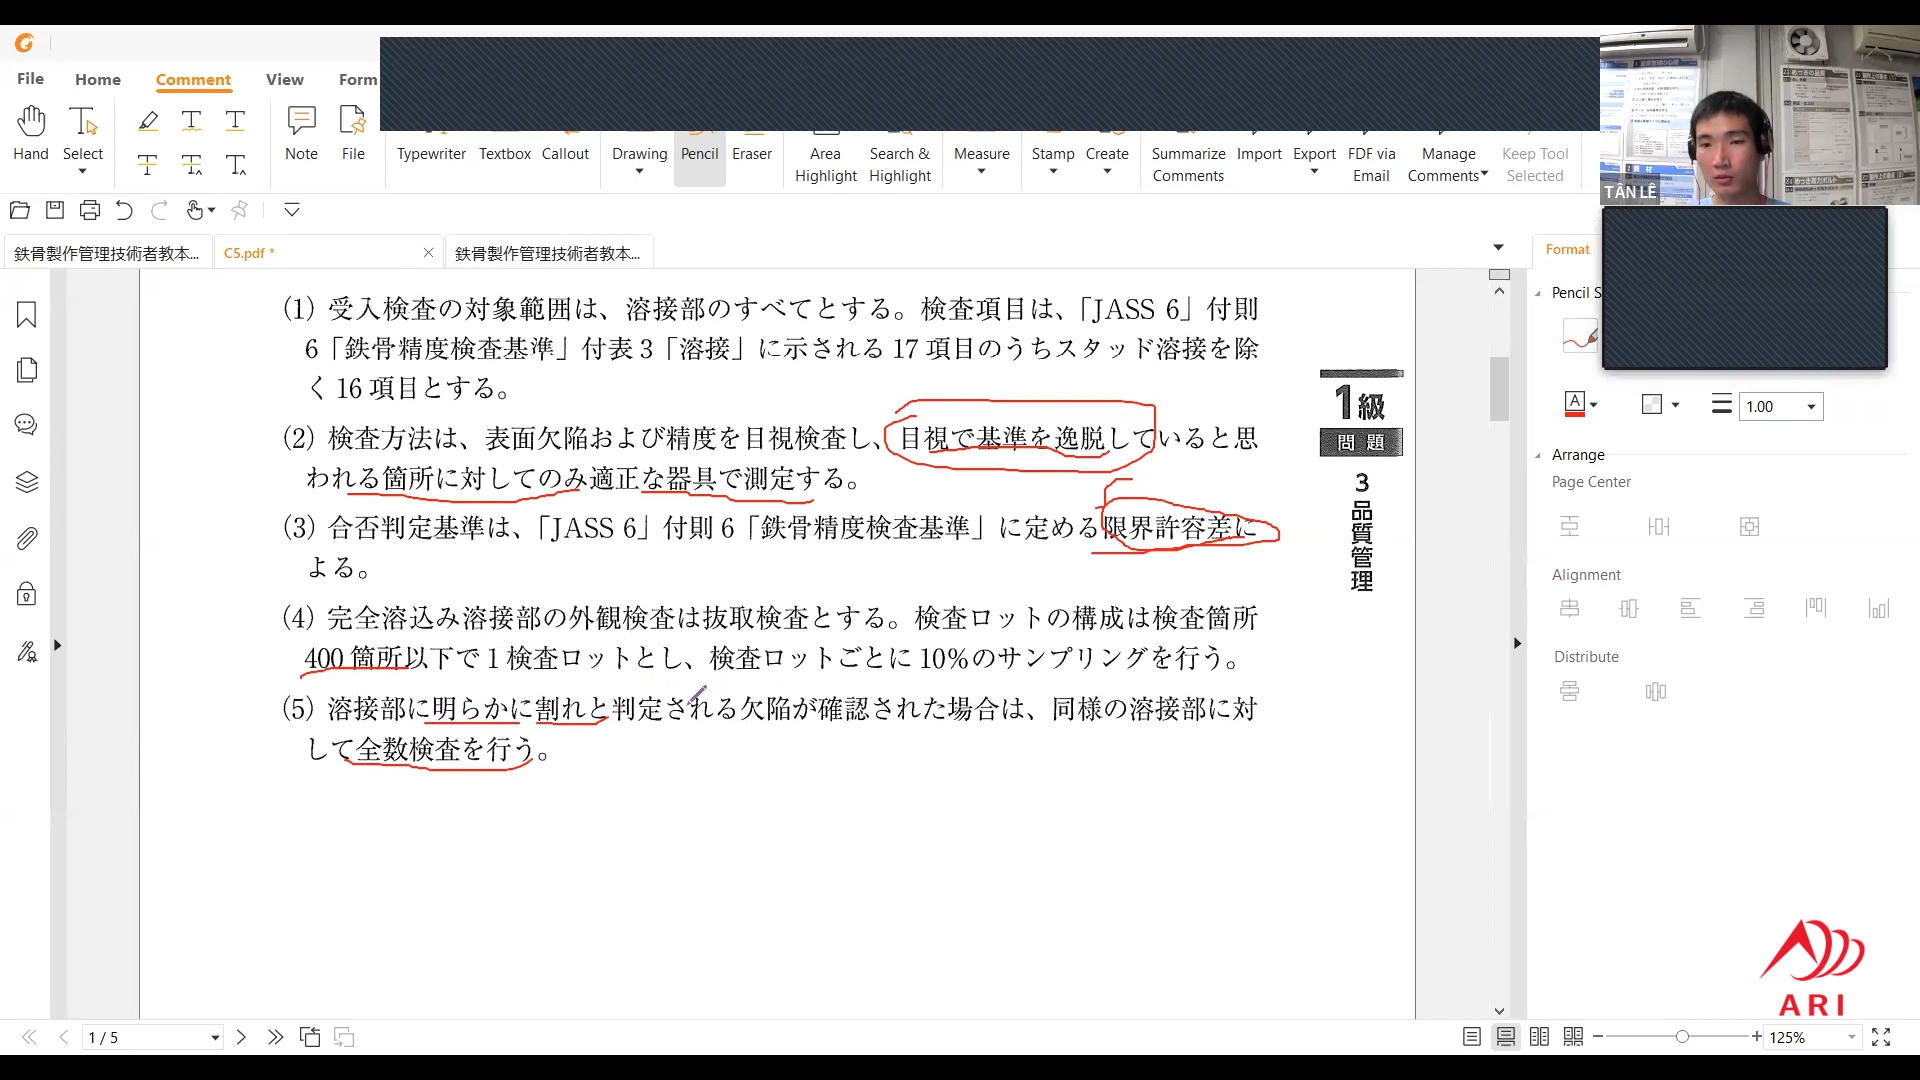 File
Home
Comment
View
Form
Hand
Select
Note
File
Typewriter
Textbox
Callout
Drawing
Pencil
Eraser
Area
Highlight
Search &
Highlight
Measure
Stamp
Create
Summarize
Comments
Import
Export
FDF via
Email
Manage
Comments
Keep Tool
Selected
TÂN LÊ
鉄骨製作管理技術者教本...
C5.pdf *
鉄骨製作管理技術者教本...
Format
Pencil S
1.00
Arrange
Page Center
Alignment
Distribute
(1) 受入検査の対象範囲は、溶接部のすべてとする。検査項目は、「JASS 6」付則
6「鉄骨精度検査基準」付表 3「溶接」に示される 17 項目のうちスタッド溶接を除
く 16 項目とする。
(2) 検査方法は、表面欠陥および精度を目視検査し、目視で基準を逸脱していると思
われる箇所に対してのみ適正な器具で測定する。
(3) 合否判定基準は、「JASS 6」付則 6「鉄骨精度検査基準」に定める限界許容差に
よる。
(4) 完全溶込み溶接部の外観検査は抜取検査とする。検査ロットの構成は検査箇所
400 箇所以下で 1 検査ロットとし、検査ロットごとに 10%のサンプリングを行う。
(5) 溶接部に明らかに割れと判定される欠陥が確認された場合は、同様の溶接部に対
して全数検査を行う。
1級
問題
3
品質管理
ARI
1 / 5
125%